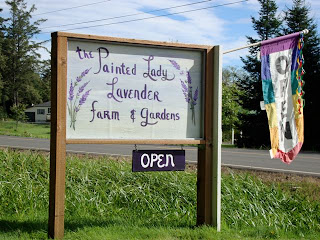 the Painted Lady
Lavender
Farm & Gardens
OPEN